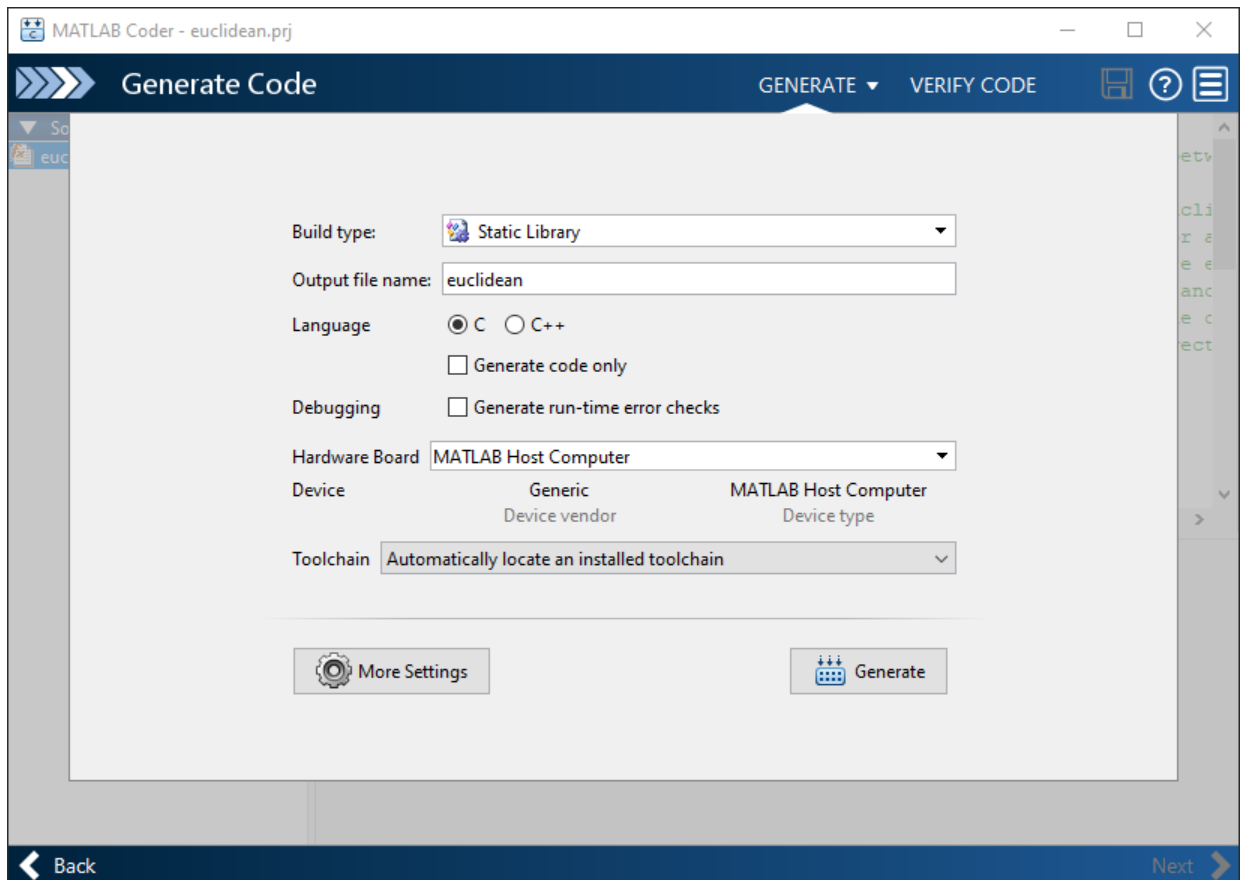 MATLAB Coder - euclidean.prj
Generate Code
GENERATE
VERIFY CODE
Build type:
Static Library
Output file name:
euclidean
Language
C
C++
Generate code only
Debugging
Generate run-time error checks
Hardware Board
MATLAB Host Computer
Device
Generic
MATLAB Host Computer
Device vendor
Device type
Toolchain
Automatically locate an installed toolchain
More Settings
Generate
Back
Next